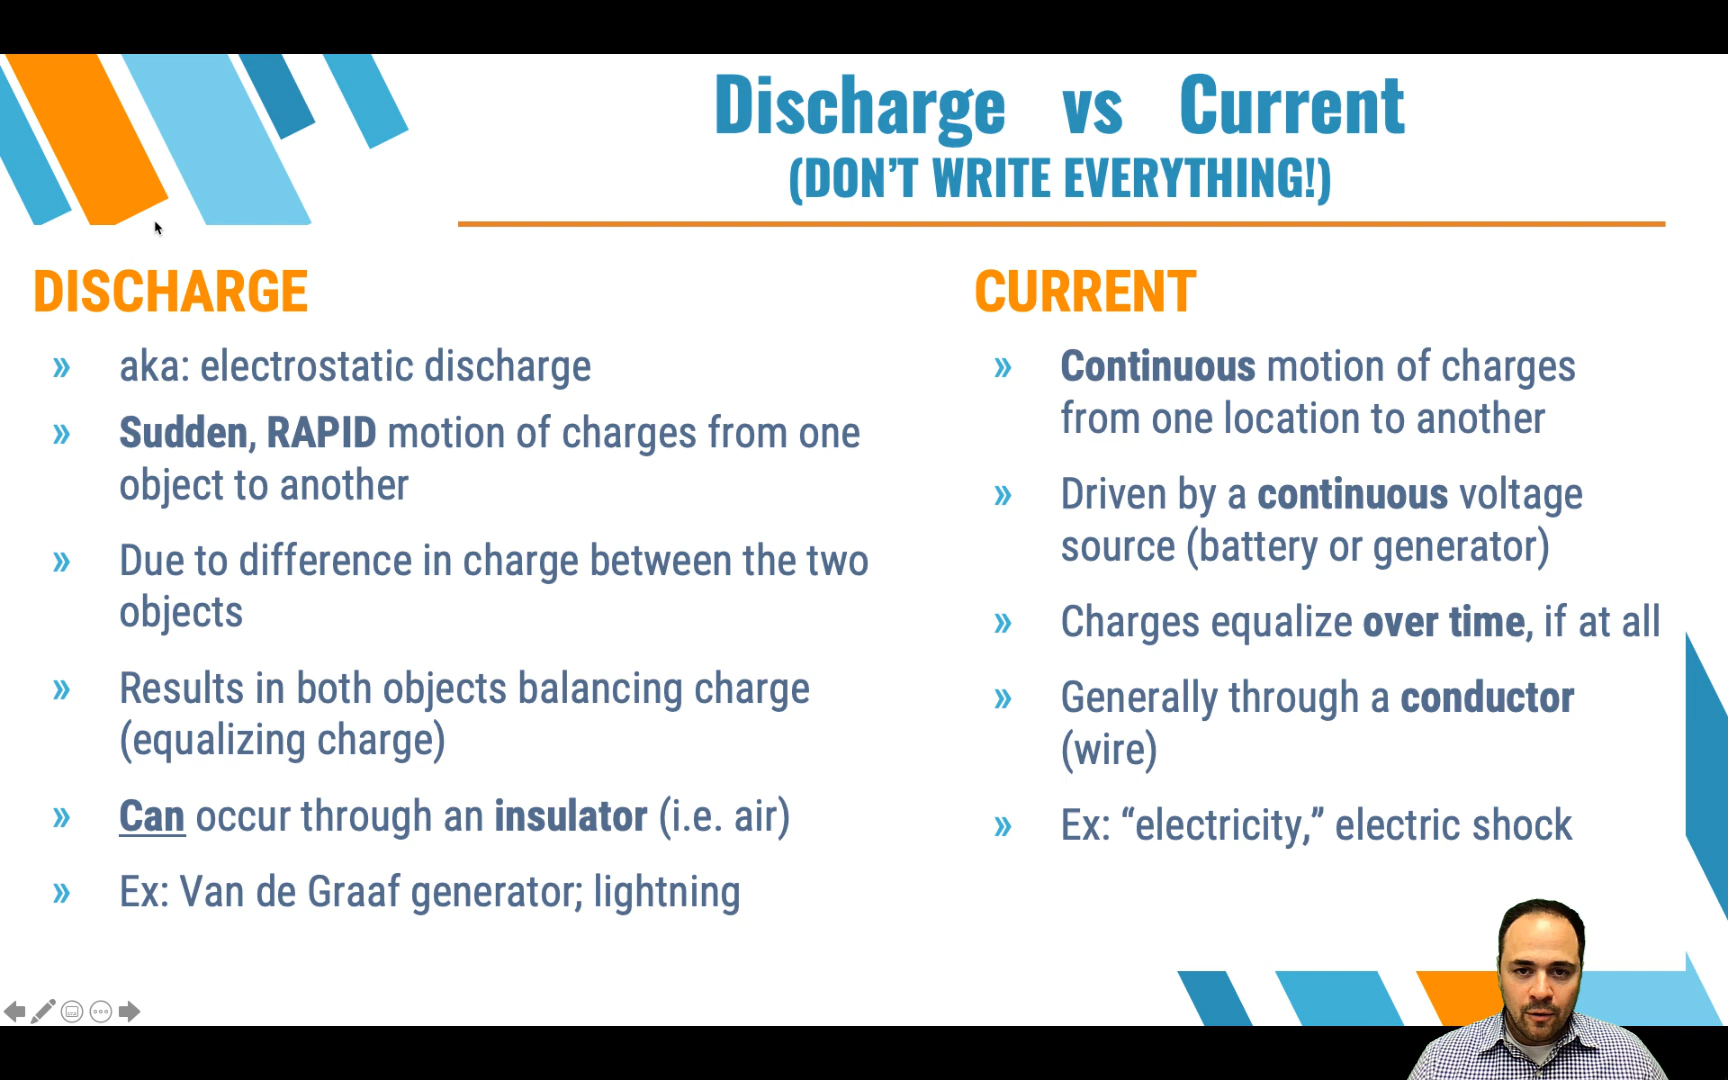 Discharge vs Current
(DON'T WRITE EVERYTHING!)
DISCHARGE
» aka: electrostatic discharge
» Sudden, RAPID motion of charges from one
object to another
» Due to difference in charge between the two
objects
» Results in both objects balancing charge
(equalizing charge)
» Can occur through an insulator (i.e. air)
» Ex: Van de Graaf generator; lightning
CURRENT
» Continuous motion of charges
from one location to another
» Driven by a continuous voltage
source (battery or generator)
» Charges equalize over time, if at all
» Generally through a conductor
(wire)
» Ex: “electricity,” electric shock